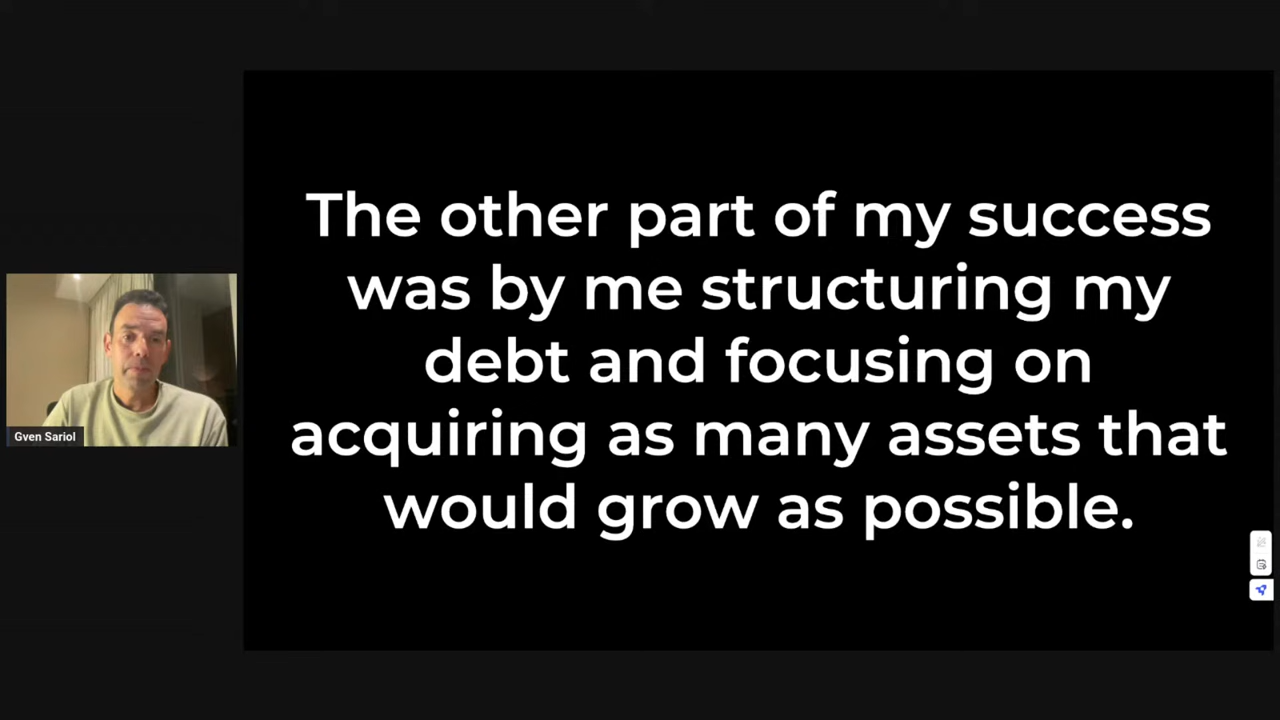 The other part of my success
was by me structuring my
debt and focusing on
acquiring as many assets that
would grow as possible.
Gven Sariol